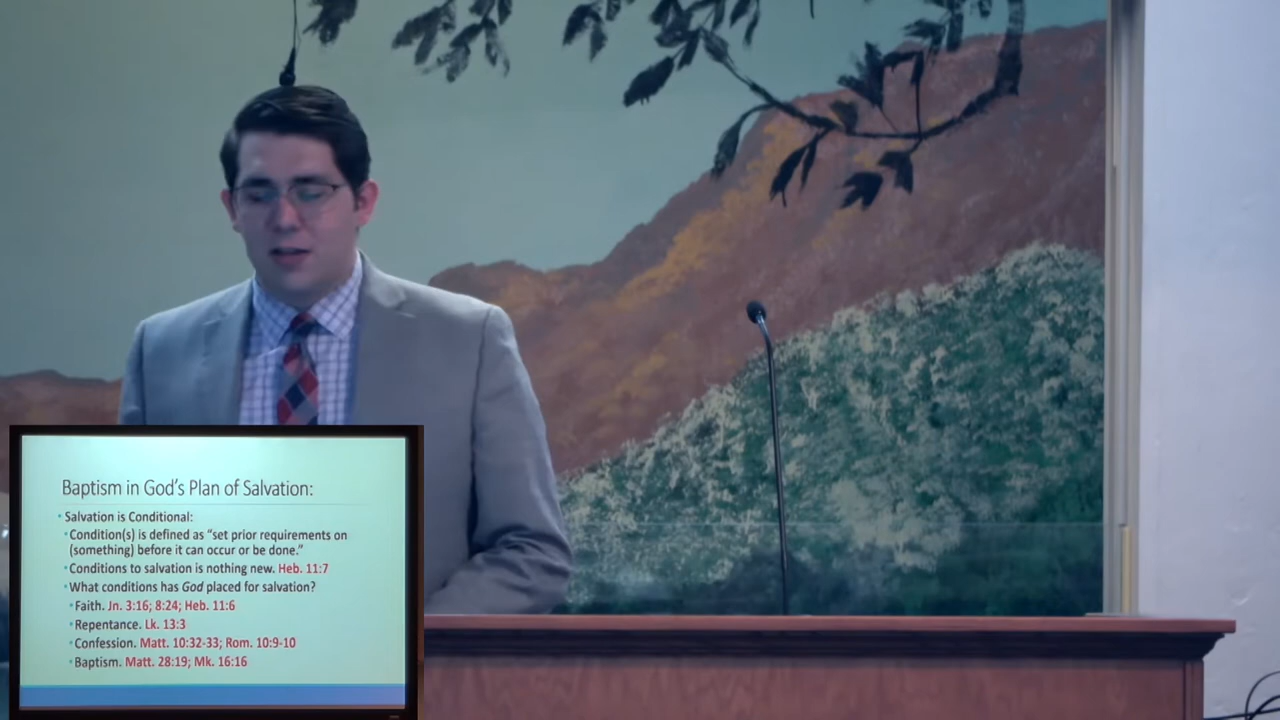 Baptism in God's Plan of Salvation:
• Salvation is Conditional:
• Condition(s) is defined as "set prior requirements on
(something) before it can occur or be done."
• Conditions to salvation is nothing new. Heb. 11:7
• What conditions has God placed for salvation?
• Faith. Jn. 3:16; 8:24; Heb. 11:6
• Repentance. Lk. 13:3
• Confession. Matt. 10:32-33; Rom. 10:9-10
• Baptism. Matt. 28:19; Mk. 16:16